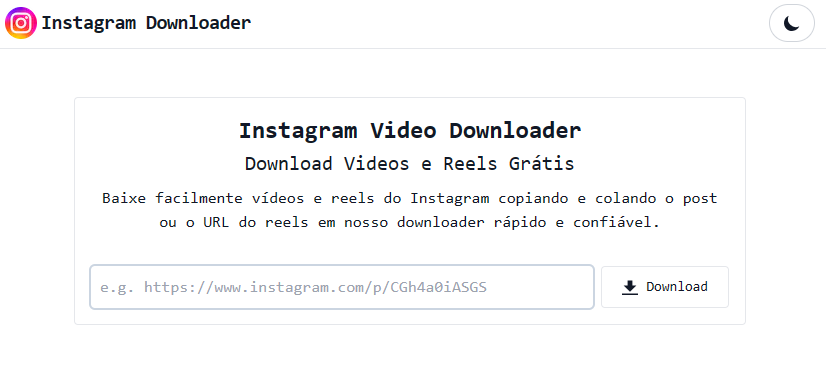 Instagram Downloader
Instagram Video Downloader
Download Videos e Reels Grátis
Baixe facilmente vídeos e reels do Instagram copiando e colando o post
ou o URL do reels em nosso downloader rápido e confiável.
e.g. https://www.instagram.com/p/CGh4a0iASGS
Download